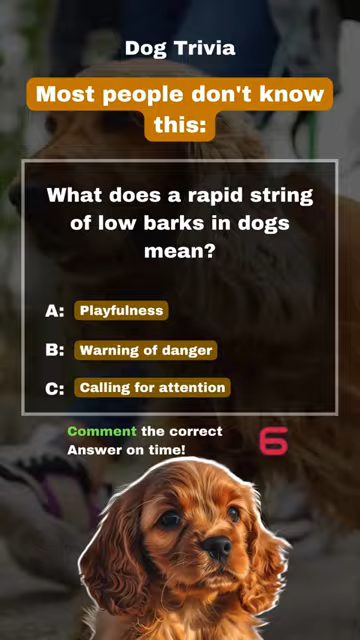 Dog Trivia
Most people don't know
this:
What does a rapid string
of low barks in dogs
mean?
A: Playfulness
B: Warning of danger
C: Calling for attention
Comment the correct
Answer on time!
6